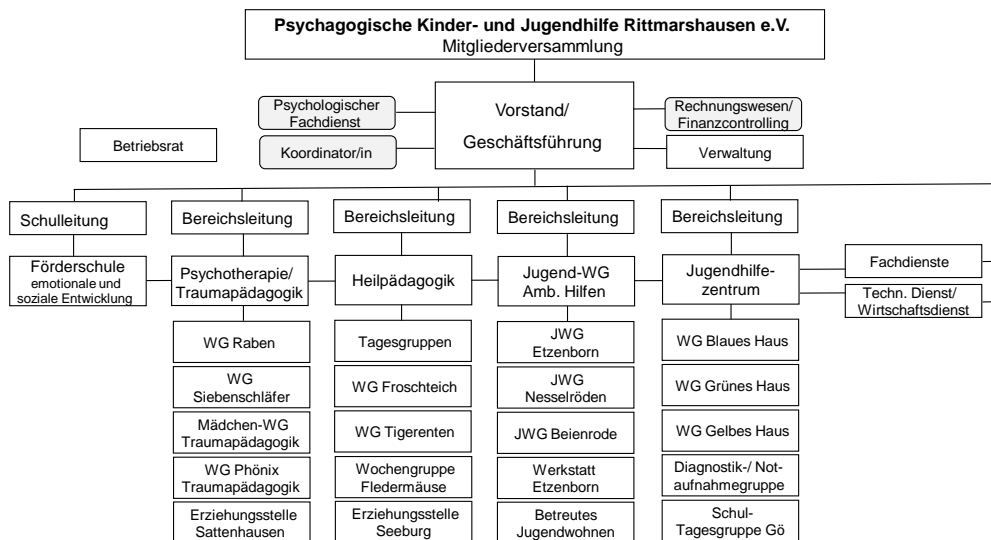 Psychagogische Kinder- und Jugendhilfe Rittmarshausen e.V.
Mitgliederversammlung
Psychologischer
Fachdienst
Vorstand/
Geschäftsführung
Rechnungswesen/
Finanzcontrolling
Betriebsrat
Koordinator/in
Verwaltung
Schulleitung
Bereichsleitung
Bereichsleitung
Bereichsleitung
Bereichsleitung
Förderschule
emotionale und
soziale Entwicklung
Psychotherapie/
Traumapädagogik
Heilpädagogik
Jugend-WG
Amb. Hilfen
Jugendhilfe-
zentrum
Fachdienste
Techn. Dienst/
Wirtschaftsdienst
WG Raben
Tagesgruppen
JWG
Etzenborn
WG Blaues Haus
WG
Siebenschläfer
WG Froschteich
JWG
Nesselröden
WG Grünes Haus
Mädchen-WG
Traumapädagogik
WG Tigerenten
JWG Beienrode
WG Gelbes Haus
WG Phönix
Traumapädagogik
Wochengruppe
Fledermäuse
Werkstatt
Etzenborn
Diagnostik-/ Not-
aufnahmegruppe
Erziehungsstelle
Sattenhausen
Erziehungsstelle
Seeburg
Betreutes
Jugendwohnen
Schul-
Tagesgruppe Gö